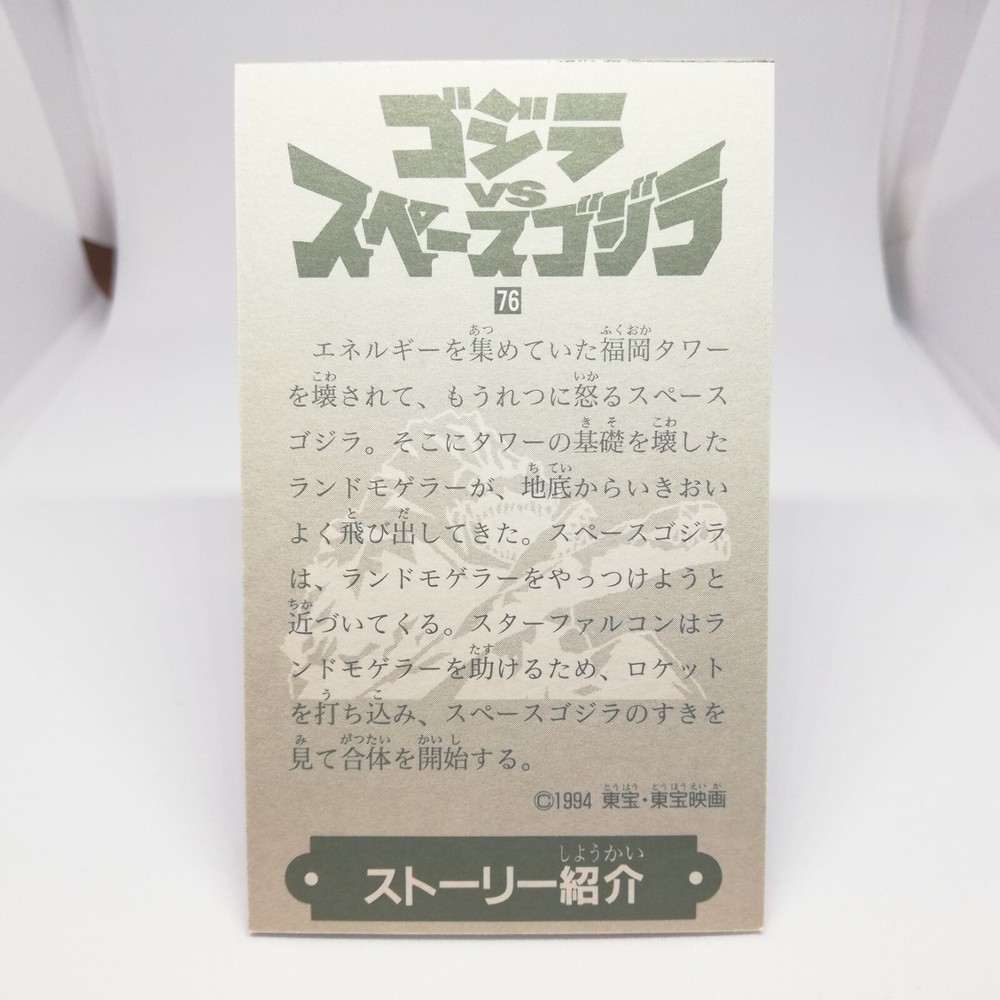 ゴジラ
VS
スペースゴジラ
76
エネルギーを集めていた福岡タワー
を壊されて、もうれつに怒るスペース
ゴジラ。そこにタワーの基礎を壊した
ランドモゲラーが、地底からいきおい
よく飛び出してきた。スペースゴジラ
は、ランドモゲラーをやっつけようと
近づいてくる。スターファルコンはラ
ンドモゲラーを助けるため、ロケット
を打ち込み、スペースゴジラのすきを
見て合体を開始する。
©1994 東宝・東宝映画
ストーリー紹介